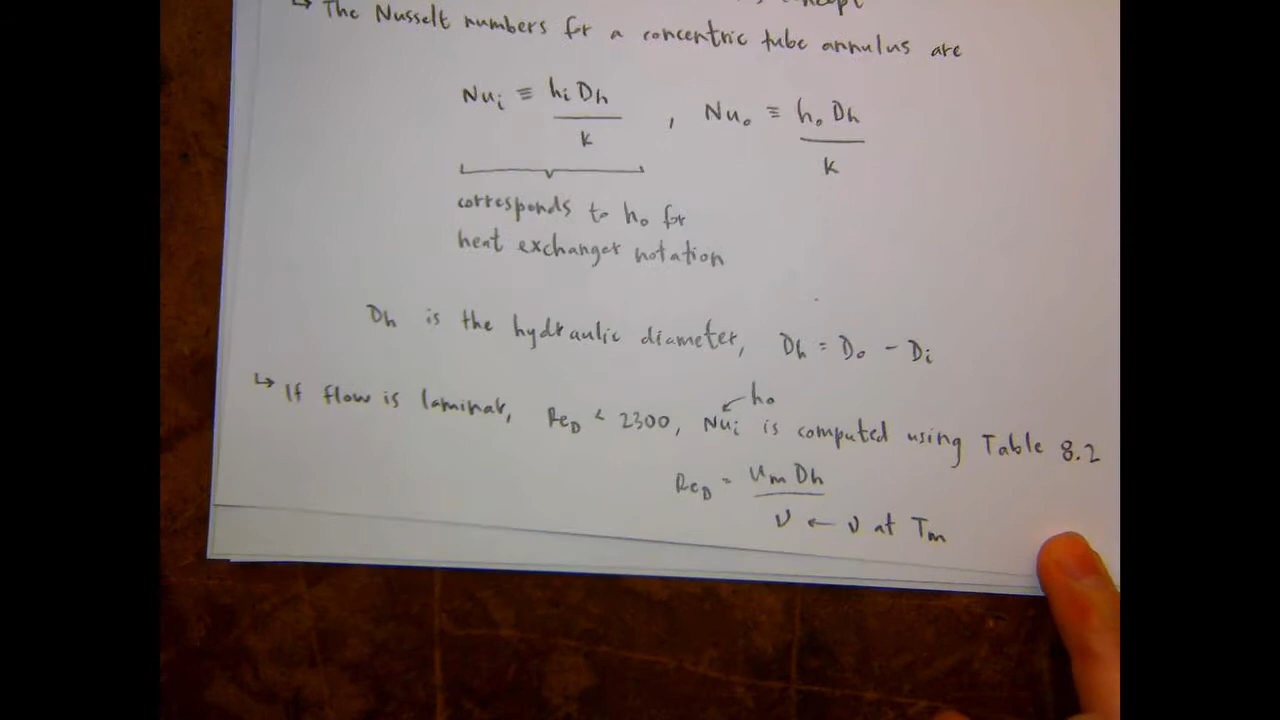 ↳ The Nusselt numbers for a concentric tube annulus are
Nui ≡ hi Dh / k , Nuo ≡ ho Dh / k
corresponds to ho for
heat exchanger notation
Dh is the hydraulic diameter, Dh = Do - Di
ho
↳ If flow is laminar, ReD < 2300, Nui is computed using Table 8.2
ReD = um Dh / ν ← ν at Tm